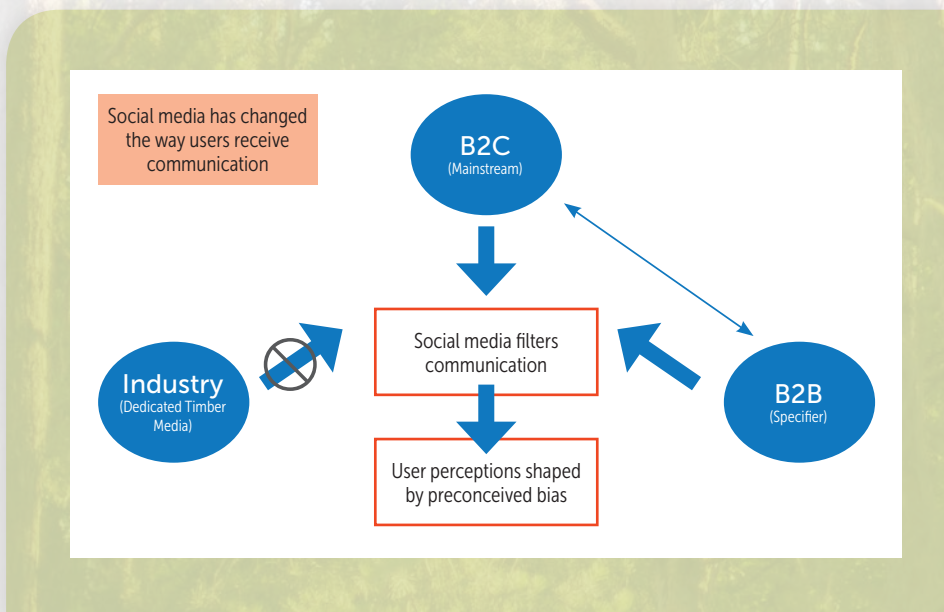 Social media has changed
the way users receive
communication
B2C
(Mainstream)
Social media filters
communication
Industry
(Dedicated Timber
Media)
B2B
(Specifier)
User perceptions shaped
by preconceived bias